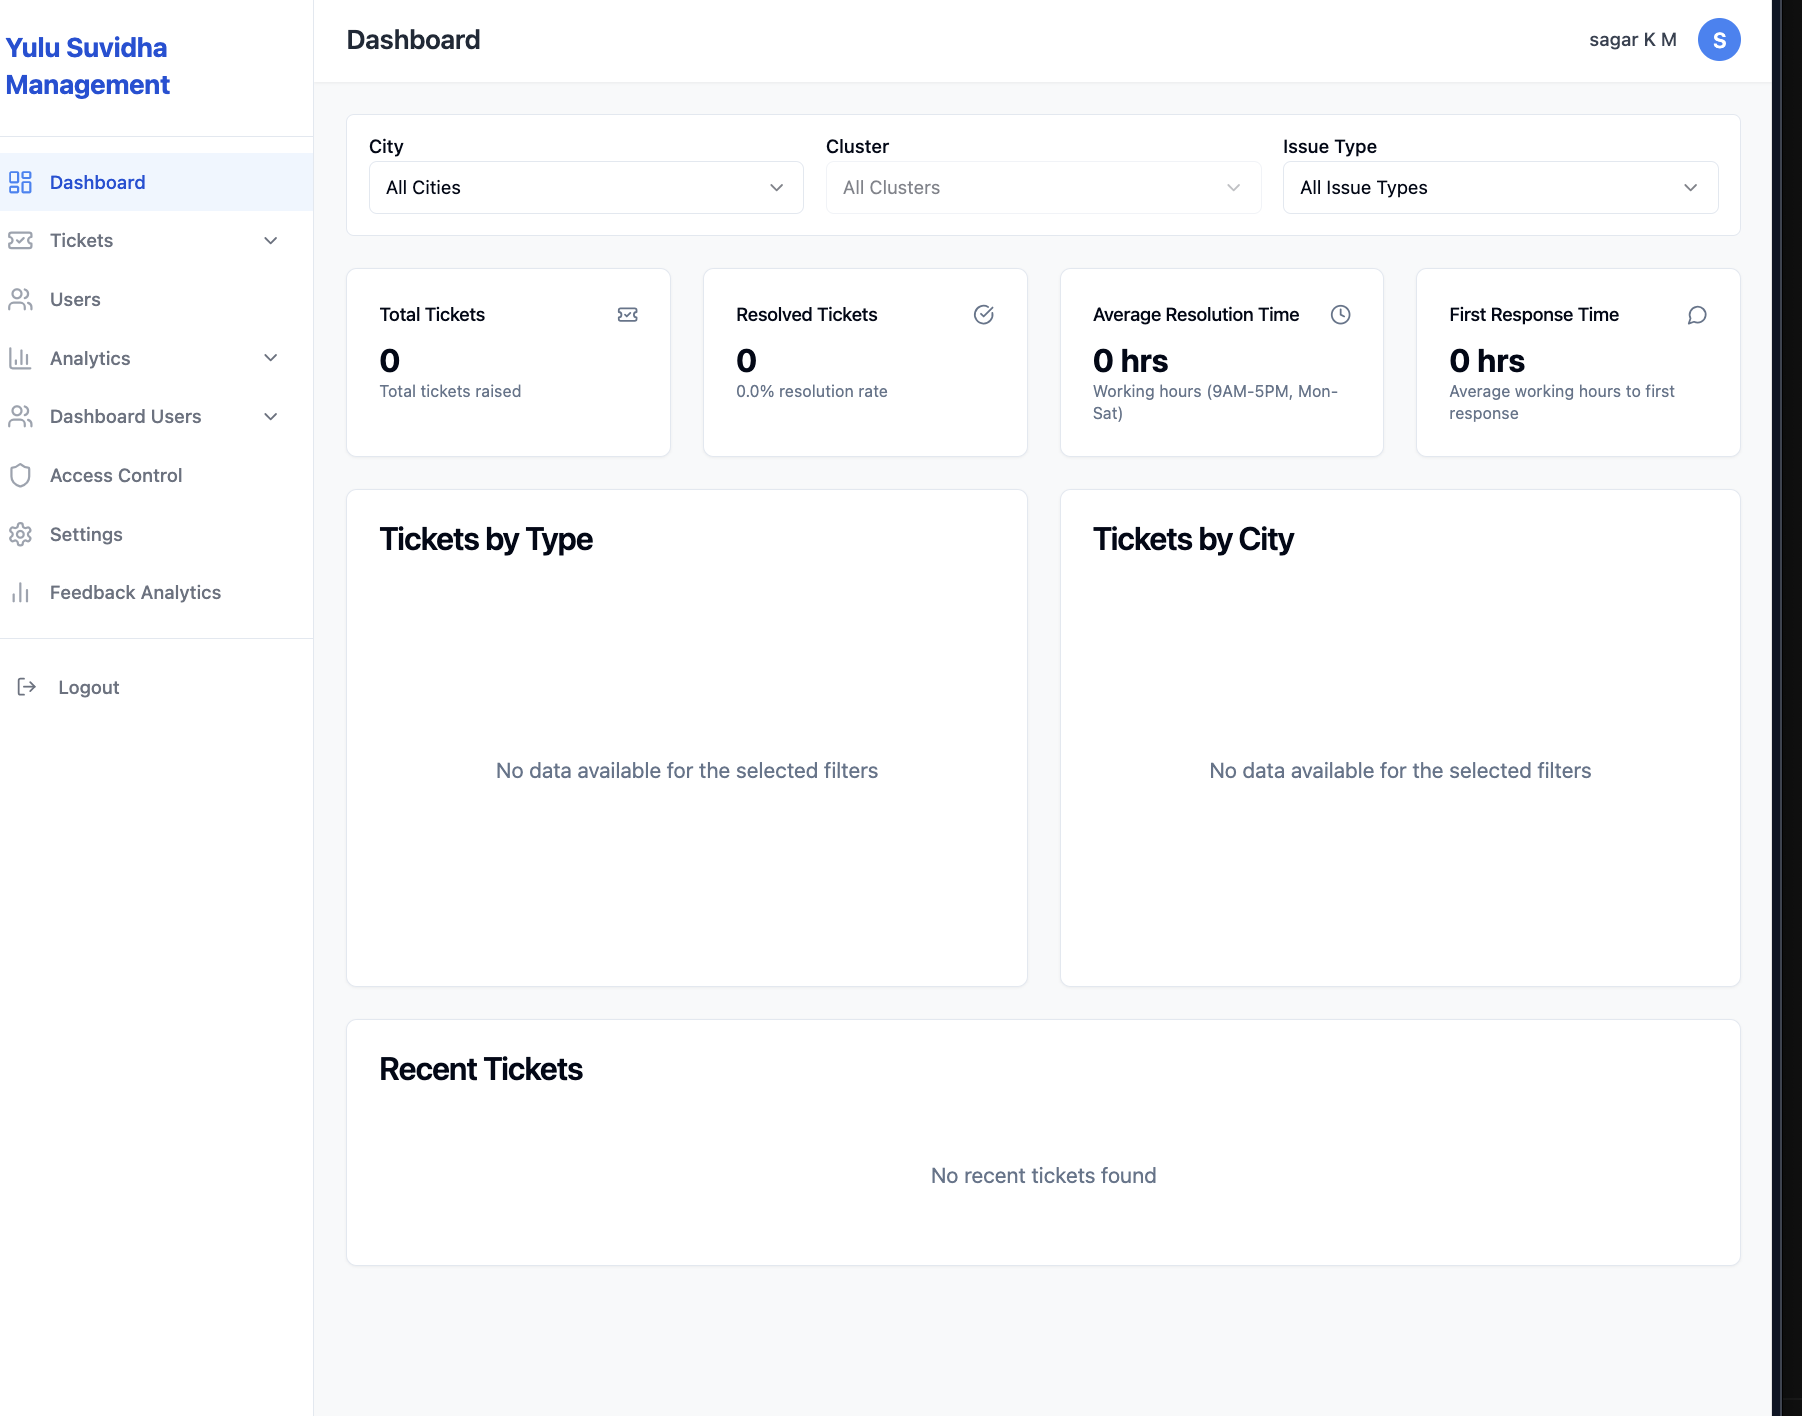 Yulu Suvidha
Management
Dashboard
Tickets
Users
Analytics
Dashboard Users
Access Control
Settings
Feedback Analytics
Logout
Dashboard
sagar K M
S
City
All Cities
Cluster
All Clusters
Issue Type
All Issue Types
Total Tickets
0
Total tickets raised
Resolved Tickets
0
0.0% resolution rate
Average Resolution Time
0 hrs
Working hours (9AM-5PM, Mon-
Sat)
First Response Time
0 hrs
Average working hours to first
response
Tickets by Type
No data available for the selected filters
Tickets by City
No data available for the selected filters
Recent Tickets
No recent tickets found